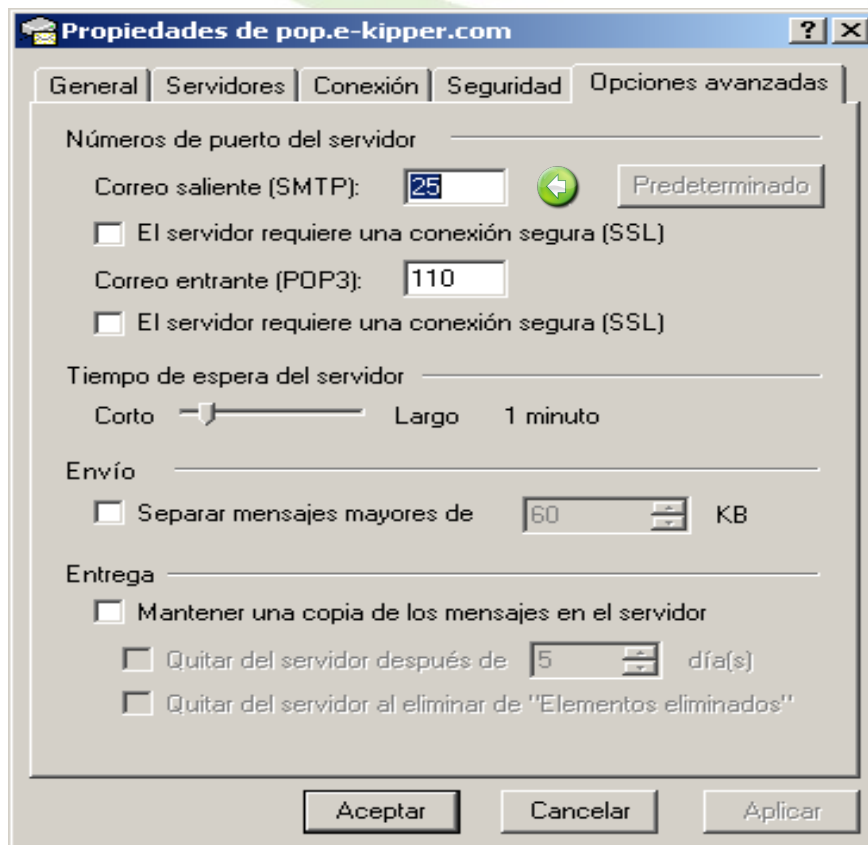 Propiedades de pop.e-kipper.com
General Servidores Conexión Seguridad Opciones avanzadas
Números de puerto del servidor
Correo saliente (SMTP): 25 Predeterminado
El servidor requiere una conexión segura (SSL)
Correo entrante (POP3): 110
El servidor requiere una conexión segura (SSL)
Tiempo de espera del servidor
Corto Largo 1 minuto
Envío
Separar mensajes mayores de 60 KB
Entrega
Mantener una copia de los mensajes en el servidor
Quitar del servidor después de 5 día(s)
Quitar del servidor al eliminar de "Elementos eliminados"
Aceptar Cancelar Aplicar